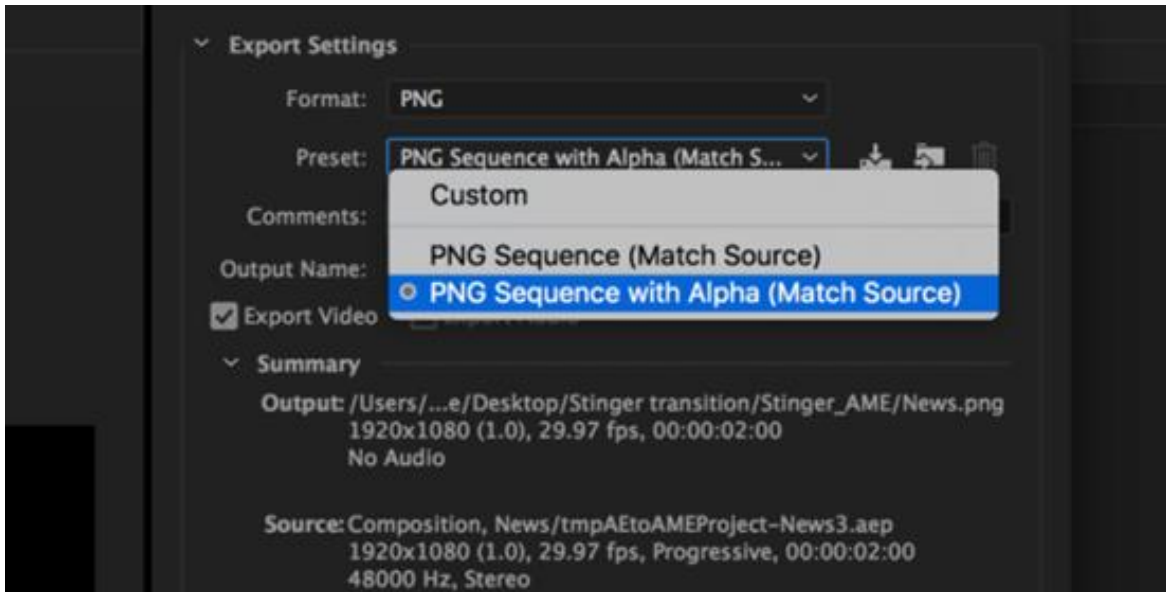 Export Settings
Format: PNG
Preset: PNG Sequence with Alpha (Match S...
Custom
Comments:
PNG Sequence (Match Source)
Output Name:
PNG Sequence with Alpha (Match Source)
Export Video
Summary
Output: /Users/...e/Desktop/Stinger transition/Stinger_AME/News.png
1920x1080 (1.0), 29.97 fps, 00:00:02:00
No Audio
Source: Composition, News/tmpAEtoAMEProject-News3.aep
1920x1080 (1.0), 29.97 fps, Progressive, 00:00:02:00
48000 Hz, Stereo